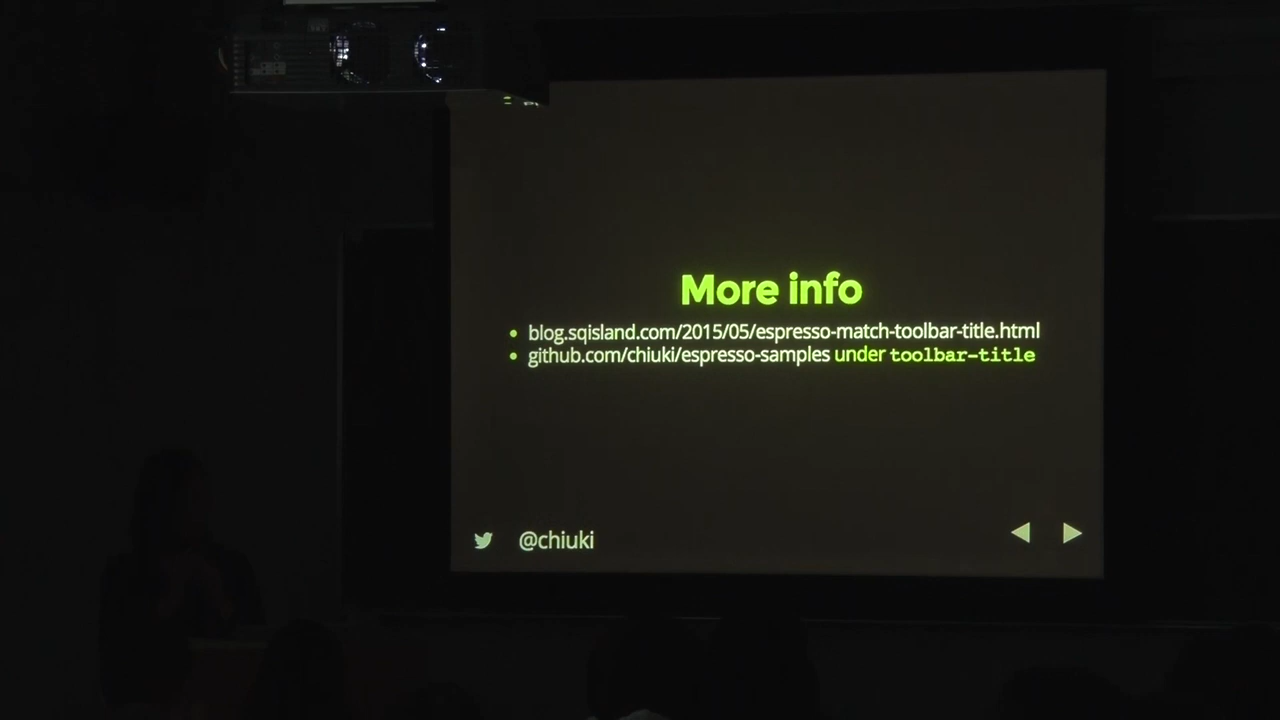 More info
blog.sqisland.com/2015/05/espresso-match-toolbar-title.html
github.com/chiuki/espresso-samples under toolbar-title
@chiuki